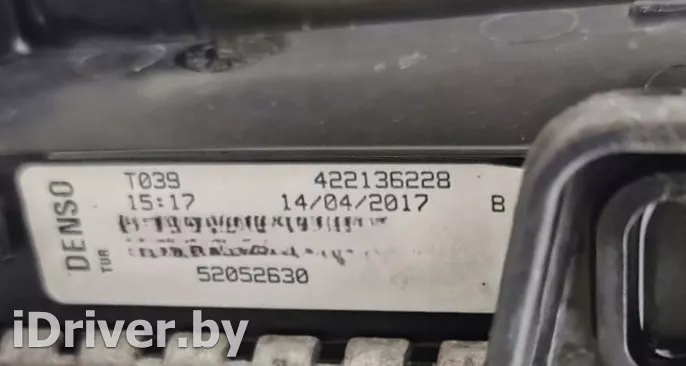 DENSO
TUR
T039 422136228
15:17 14/04/2017 B
52052630
iDriver.by